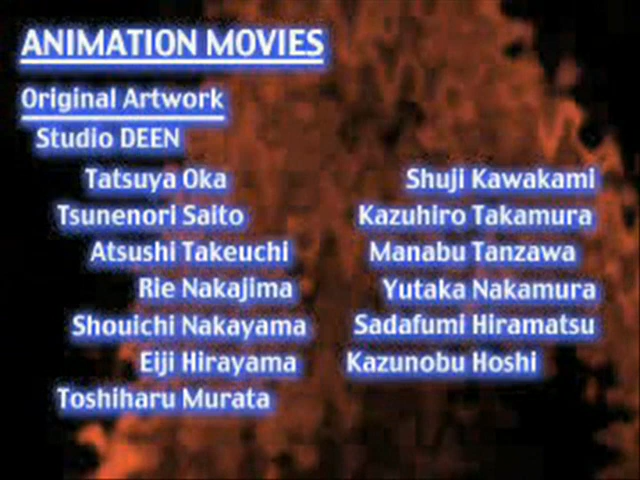 ANIMATION MOVIES
Original Artwork
Studio DEEN
Tatsuya Oka Shuji Kawakami
Tsunenori Saito Kazuhiro Takamura
Atsushi Takeuchi Manabu Tanzawa
Rie Nakajima Yutaka Nakamura
Shouichi Nakayama Sadafumi Hiramatsu
Eiji Hirayama Kazunobu Hoshi
Toshiharu Murata